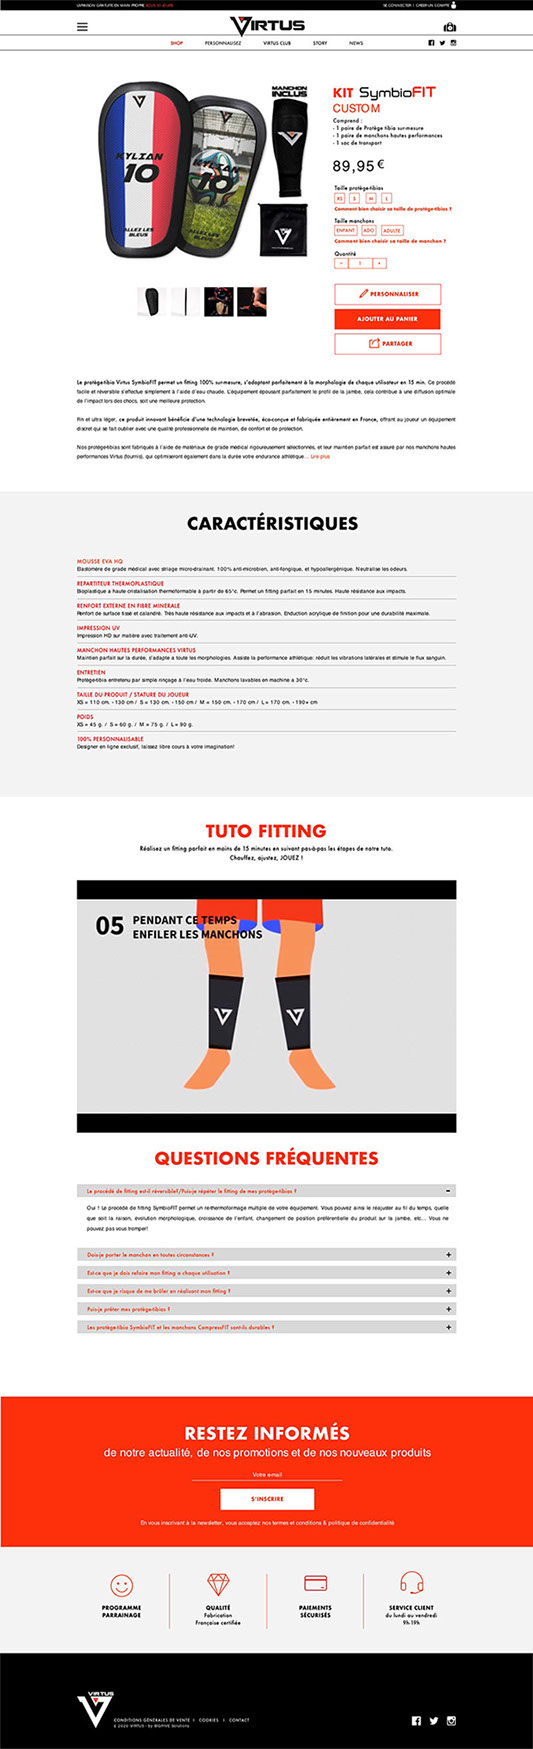 LIVRAISON GRATUITE EN MAIN PROPRE SOUS 48 JOURS
SE CONNECTER / CRÉER UN COMPTE
VIRTUS
SHOP PERSONNALISEZ VIRTUS CLUB STORY NEWS
KYLIAN
10
ALLEZ LES
BLEUS
KYLIAN
10
MANCHON
INCLUS
KIT SymbioFIT
CUSTOM
Comprend :
- 1 paire de Protège tibia sur-mesure
- 1 paire de manchons hautes performances
- 1 sac de transport
89,95 €
Taille protège-tibias
XS S M L
Comment bien choisir sa taille de protège-tibias ?
Taille manchons
ENFANT ADO ADULTE
Comment bien choisir sa taille de manchon ?
Quantité
- 1 +
PERSONNALISER
AJOUTER AU PANIER
PARTAGER
Le protège-tibia Virtus SymbioFIT permet un fitting 100% sur-mesure, s'adaptant parfaitement à la morphologie de chaque utilisateur en 15 min. Ce procédé
facile et réversible s'effectue simplement à l'aide d'eau chaude. L'équipement épousant parfaitement le profil de la jambe, cela contribue à une diffusion optimale
de l'impact lors des chocs, soit une meilleure protection.
Fin et ultra léger, ce produit innovant bénéficie d'une technologie brevetée, éco-conçue et fabriquée entièrement en France, offrant au joueur un équipement
discret qui se fait oublier avec une qualité professionnelle de maintien, de confort et de protection.
Nos protège-tibias sont fabriqués à l'aide de matériaux de grade médical rigoureusement sélectionnés, et leur maintien parfait est assuré par nos manchons hautes
performances Virtus (fournis), qui optimiseront également dans la durée votre endurance athlétique... Lire plus
CARACTÉRISTIQUES
MOUSSE EVA HQ
Elastomère de grade médical avec striage micro-drainant. 100% anti-microbien, anti-fongique, et hypoallergénique. Neutralise les odeurs.
REPARTITEUR THERMOPLASTIQUE
Bioplastique a haute cristalisation thermoformable à partir de 65°c. Permet un fitting parfait en 15 minutes. Haute résistance aux impacts.
RENFORT EXTERNE EN FIBRE MINERALE
Renfort de surface tissé et calandré. Très haute résistance aux impacts et à l'abrasion. Enduction acrylique de finition pour une durabilité maximale.
IMPRESSION UV
Impression HD sur matière avec traitement anti-UV.
MANCHON HAUTES PERFORMANCES VIRTUS
Maintien parfait sur la durée, s'adapte a toute les morphologies. Assiste la performance athlétique: réduit les vibrations latérales et stimule le flux sanguin.
ENTRETIEN
Protège-tibia entretenu par simple rinçage à l'eau froide. Manchons lavables en machine a 30°c.
TAILLE DU PRODUIT / STATURE DU JOUEUR
XS = 110 cm. - 130 cm / S = 130 cm. - 150 cm / M = 150 cm. - 170 cm / L = 170 cm. - 190+ cm
POIDS
XS = 45 g. / S = 60 g. / M = 75 g. / L = 90 g.
100% PERSONNALISABLE
Designer en ligne exclusif, laissez libre cours à votre imagination!
TUTO FITTING
Réalisez un fitting parfait en moins de 15 minutes en suivant pas-à-pas les étapes de notre tuto.
Chauffez, ajustez, JOUEZ !
05 PENDANT CE TEMPS
ENFILER LES MANCHONS
QUESTIONS FRÉQUENTES
Le procédé de fitting est-il réversible?/Puis-je répéter le fitting de mes protège-tibias ? -
Oui ! Le procédé de fitting SymbioFIT permet un re-thermoformage multiple de votre équipement. Vous pouvez ainsi le réajuster au fil du temps, quelle
que soit la raison, évolution morphologique, croissance de l'enfant, changement de position préférentielle du produit sur la jambe, etc... Vous ne
pouvez pas vous tromper!
Dois-je porter le manchon en toutes circonstances ? +
Est-ce que je dois refaire mon fitting a chaque utilisation ? +
Est-ce que je risque de me brûler en réalisant mon fitting ? +
Puis-je prêter mes protège-tibias ? +
Les protège-tibia SymbioFIT et les manchons CompressFIT sont-ils durables ? +
RESTEZ INFORMÉS
de notre actualité, de nos promotions et de nos nouveaux produits
Votre e-mail
S'INSCRIRE
En vous inscrivant à la newsletter, vous acceptez nos termes et conditions & politique de confidentialité
PROGRAMME
PARRAINAGE
QUALITÉ
Fabrication
Française certifiée
PAIEMENTS
SÉCURISÉS
SERVICE CLIENT
du lundi au vendredi
9h-19h
VIRTUS
CONDITIONS GÉNÉRALES DE VENTE I COOKIES I CONTACT
© 2020 VIRTUS - by BIGFIVE Solutions